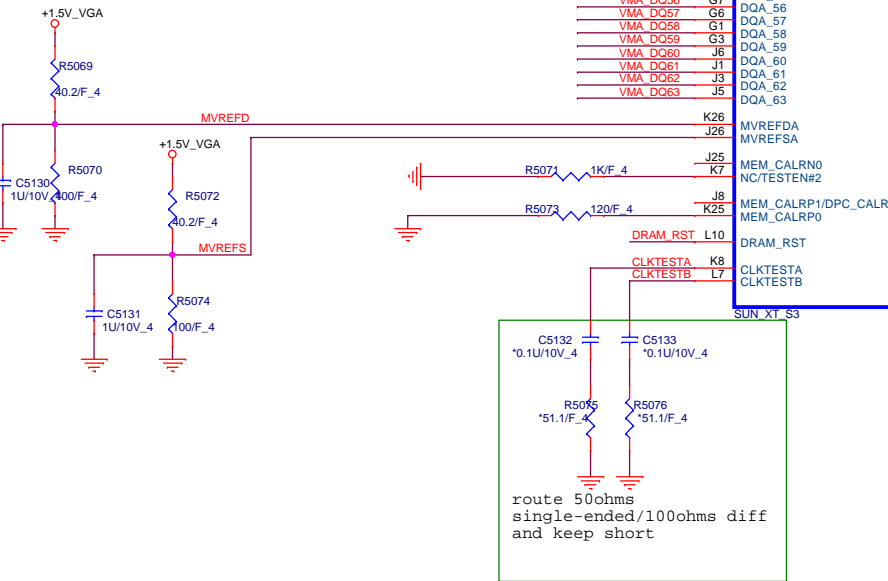 +1.5V_VGA
R5069
40.2/F_4
MVREFD
C5130
1U/10V_4
R5070
+1.5V_VGA
R5072
40.2/F_4
MVREFS
C5131
1U/10V_4
R5074
100/F_4
VMA_DQ57 G6 DQA_57
VMA_DQ58 G1 DQA_58
VMA_DQ59 G3 DQA_59
VMA_DQ60 J6 DQA_60
VMA_DQ61 J1 DQA_61
VMA_DQ62 J3 DQA_62
VMA_DQ63 J5 DQA_63
DQA_56
K26 MVREFDA
J26 MVREFSA
J25 MEM_CALRN0
R5071 1K/F_4 K7 NC/TESTEN#2
J8 MEM_CALRP1/DPC_CALR
R5073 120/F_4 K25 MEM_CALRP0
DRAM_RST L10 DRAM_RST
CLKTESTA K8 CLKTESTA
CLKTESTB L7 CLKTESTB
SUN_XT_S3
C5132
*0.1U/10V_4
C5133
*0.1U/10V_4
R5075
*51.1/F_4
R5076
*51.1/F_4
route 50ohms
single-ended/100ohms diff
and keep short